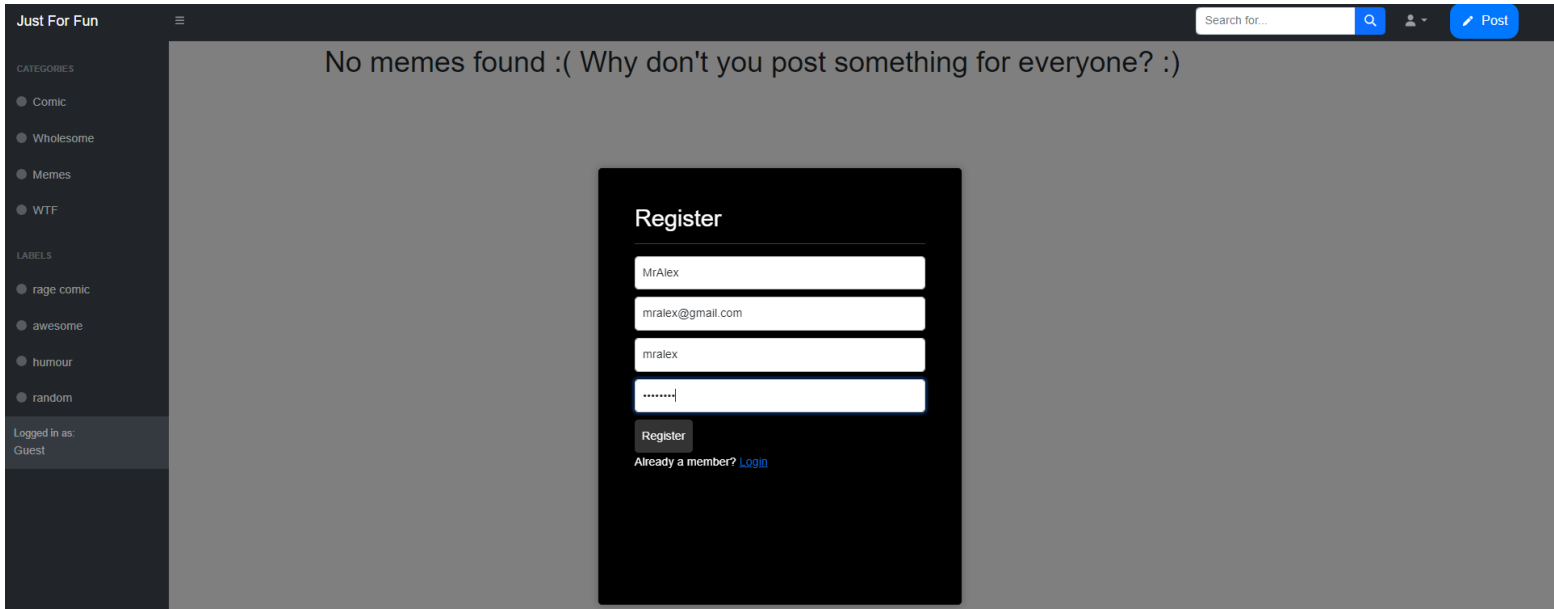 Just For Fun
Search for...
Post
CATEGORIES
Comic
Wholesome
Memes
WTF
LABELS
rage comic
awesome
humour
random
Logged in as:
Guest
No memes found :( Why don't you post something for everyone? :)
Register
MrAlex
mralex@gmail.com
mralex
••••••••
Register
Already a member? Login